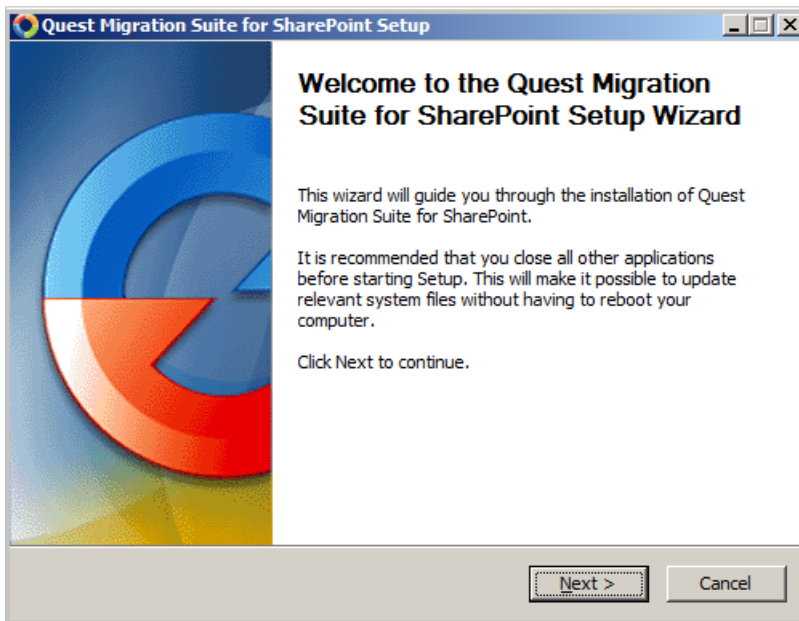 Quest Migration Suite for SharePoint Setup
Welcome to the Quest Migration
Suite for SharePoint Setup Wizard
This wizard will guide you through the installation of Quest
Migration Suite for SharePoint.
It is recommended that you close all other applications
before starting Setup. This will make it possible to update
relevant system files without having to reboot your
computer.
Click Next to continue.
Next >
Cancel